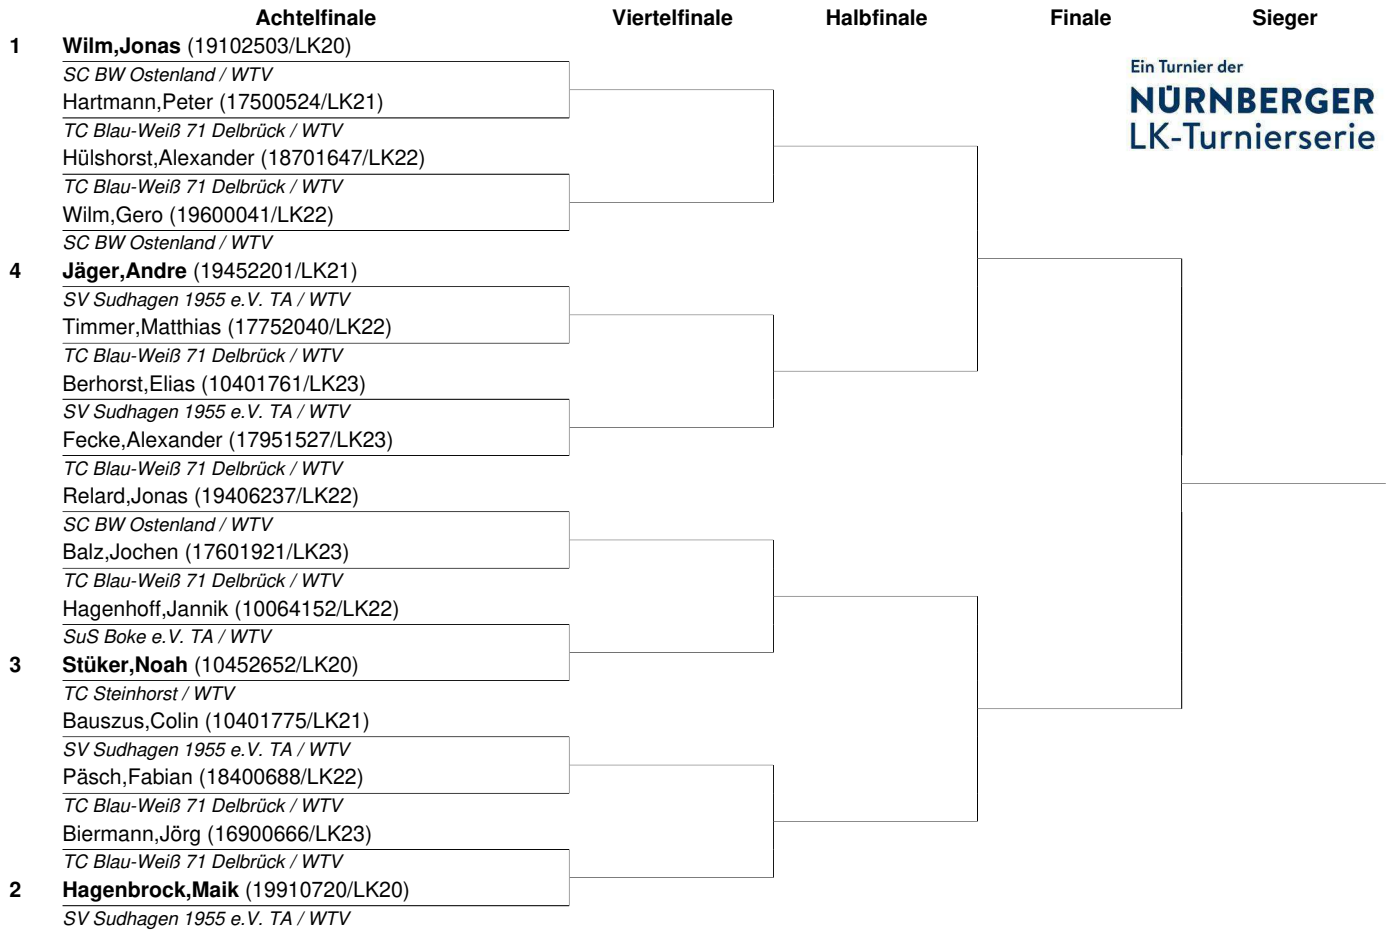 Achtelfinale Viertelfinale Halbfinale Finale Sieger
1 Wilm,Jonas (19102503/LK20)
SC BW Ostenland / WTV
Hartmann,Peter (17500524/LK21)
TC Blau-Weiß 71 Delbrück / WTV
Hülshorst,Alexander (18701647/LK22)
TC Blau-Weiß 71 Delbrück / WTV
Wilm,Gero (19600041/LK22)
SC BW Ostenland / WTV
4 Jäger,Andre (19452201/LK21)
SV Sudhagen 1955 e.V. TA / WTV
Timmer,Matthias (17752040/LK22)
TC Blau-Weiß 71 Delbrück / WTV
Berhorst,Elias (10401761/LK23)
SV Sudhagen 1955 e.V. TA / WTV
Fecke,Alexander (17951527/LK23)
TC Blau-Weiß 71 Delbrück / WTV
Relard,Jonas (19406237/LK22)
SC BW Ostenland / WTV
Balz,Jochen (17601921/LK23)
TC Blau-Weiß 71 Delbrück / WTV
Hagenhoff,Jannik (10064152/LK22)
SuS Boke e.V. TA / WTV
3 Stüker,Noah (10452652/LK20)
TC Steinhorst / WTV
Bauszus,Colin (10401775/LK21)
SV Sudhagen 1955 e.V. TA / WTV
Päsch,Fabian (18400688/LK22)
TC Blau-Weiß 71 Delbrück / WTV
Biermann,Jörg (16900666/LK23)
TC Blau-Weiß 71 Delbrück / WTV
2 Hagenbrock,Maik (19910720/LK20)
SV Sudhagen 1955 e.V. TA / WTV
Ein Turnier der
NÜRNBERGER
LK-Turnierserie